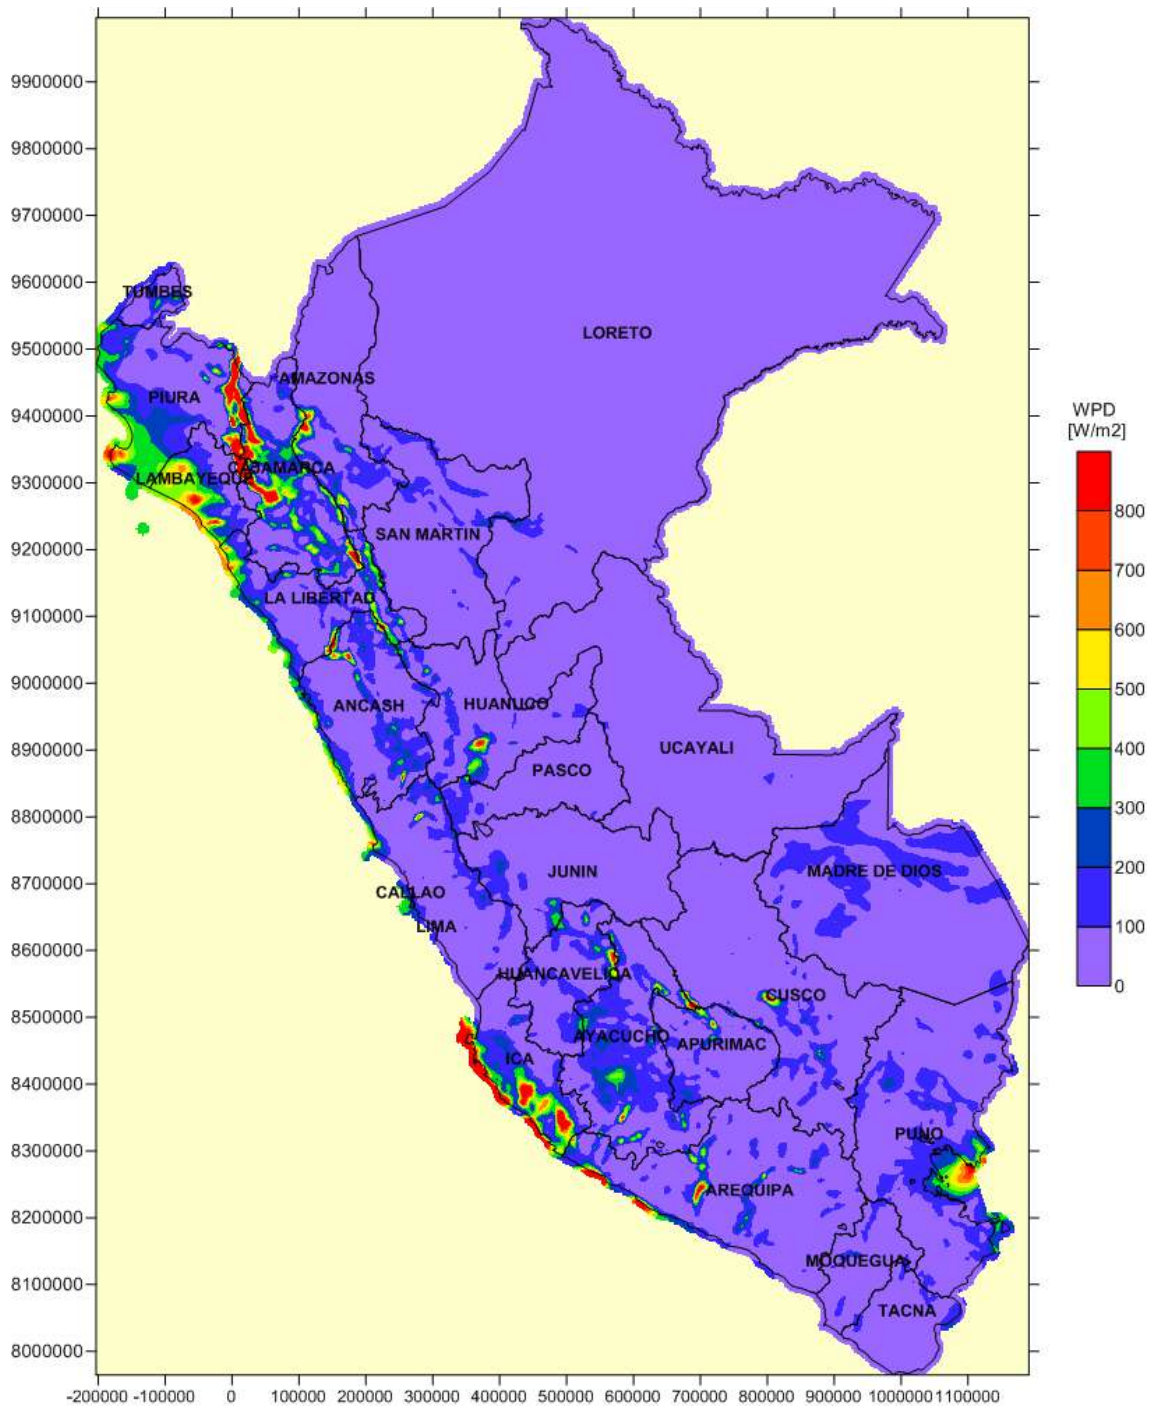 9900000
9800000
9700000
9600000
9500000
9400000
9300000
9200000
9100000
9000000
8900000
8800000
8700000
8600000
8500000
8400000
8300000
8200000
8100000
8000000
-200000 -100000 0 100000 200000 300000 400000 500000 600000 700000 800000 900000 1000000 1100000
TUMBES
LORETO
AMAZONAS
PIURA
CAJAMARCA
LAMBAYEQUE
SAN MARTIN
LA LIBERTAD
ANCASH
HUANUCO
UCAYALI
PASCO
JUNIN
MADRE DE DIOS
CALLAO
LIMA
HUANCAVELICA
CUSCO
AYACUCHO
APURIMAC
ICA
PUNO
AREQUIPA
MOQUEGUA
TACNA
WPD
[W/m2]
800
700
600
500
400
300
200
100
0